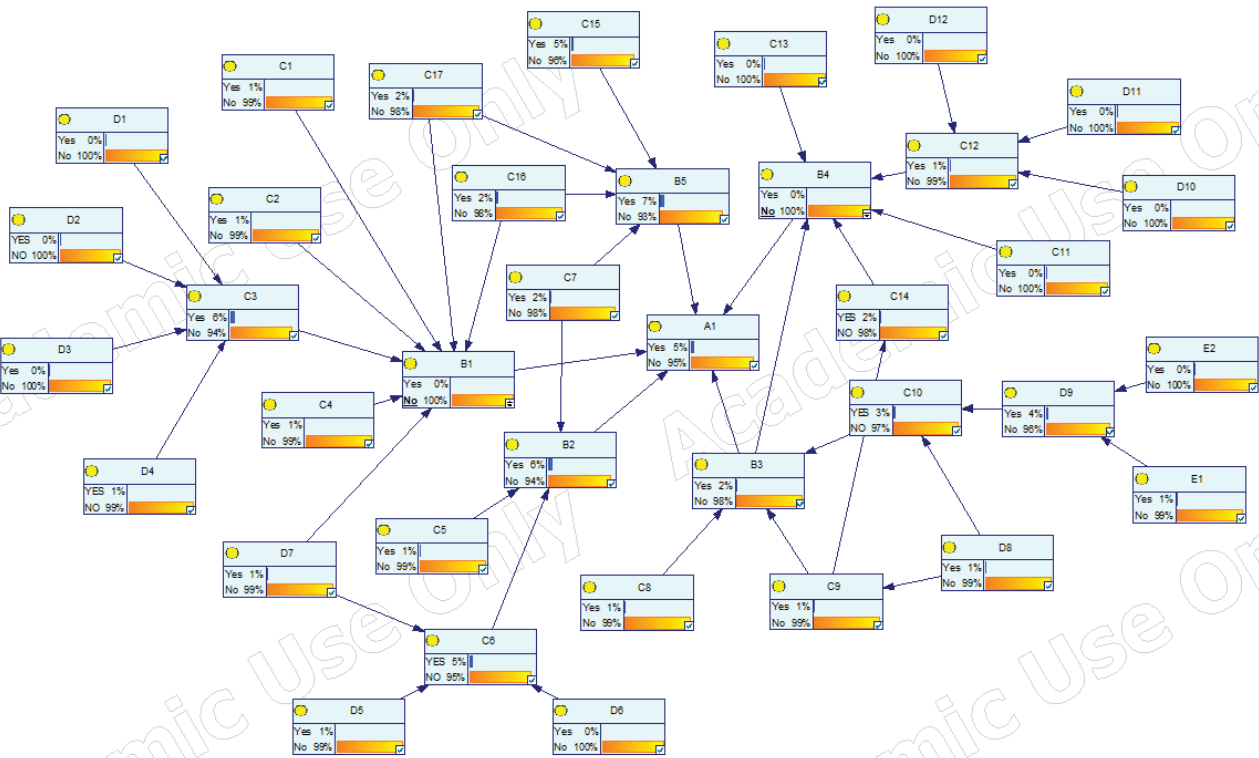 D12
Yes 0%
No 100%
C15
Yes 5%
No 96%
C13
Yes 0%
No 100%
C1
Yes 1%
No 99%
C17
Yes 2%
No 98%
D11
Yes 0%
No 100%
D1
Yes 0%
No 100%
C12
Yes 1%
No 99%
C16
Yes 2%
No 96%
B5
Yes 7%
No 93%
B4
Yes 0%
No 100%
D10
Yes 0%
No 100%
C2
Yes 1%
No 99%
D2
YES 0%
NO 100%
C11
Yes 0%
No 100%
C7
Yes 2%
No 98%
C3
Yes 6%
No 94%
C14
YES 2%
NO 98%
A1
Yes 5%
No 95%
D3
Yes 0%
No 100%
E2
Yes 0%
No 100%
B1
Yes 0%
No 100%
C10
YES 3%
NO 97%
D9
Yes 4%
No 96%
C4
Yes 1%
No 99%
B2
Yes 6%
No 94%
B3
Yes 2%
No 98%
D4
YES 1%
NO 99%
E1
Yes 1%
No 99%
C5
Yes 1%
No 99%
D8
Yes 1%
No 99%
D7
Yes 1%
No 99%
C8
Yes 1%
No 99%
C9
Yes 1%
No 99%
C6
YES 5%
NO 95%
D5
Yes 1%
No 99%
D6
Yes 0%
No 100%
Academic Use Only